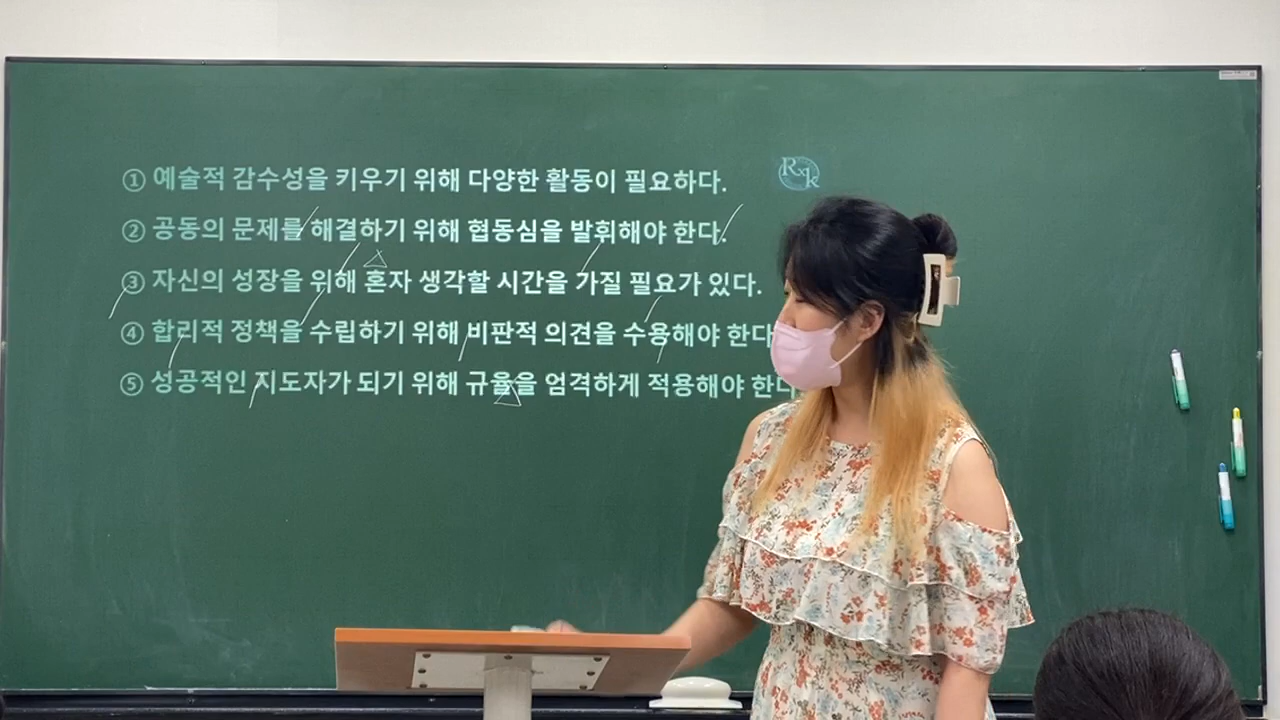 ① 예술적 감수성을 키우기 위해 다양한 활동이 필요하다.
RxK
② 공동의 문제를 해결하기 위해 협동심을 발휘해야 한다.
③ 자신의 성장을 위해 혼자 생각할 시간을 가질 필요가 있다.
④ 합리적 정책을 수립하기 위해 비판적 의견을 수용해야 한다
⑤ 성공적인 지도자가 되기 위해 규율을 엄격하게 적용해야 한다